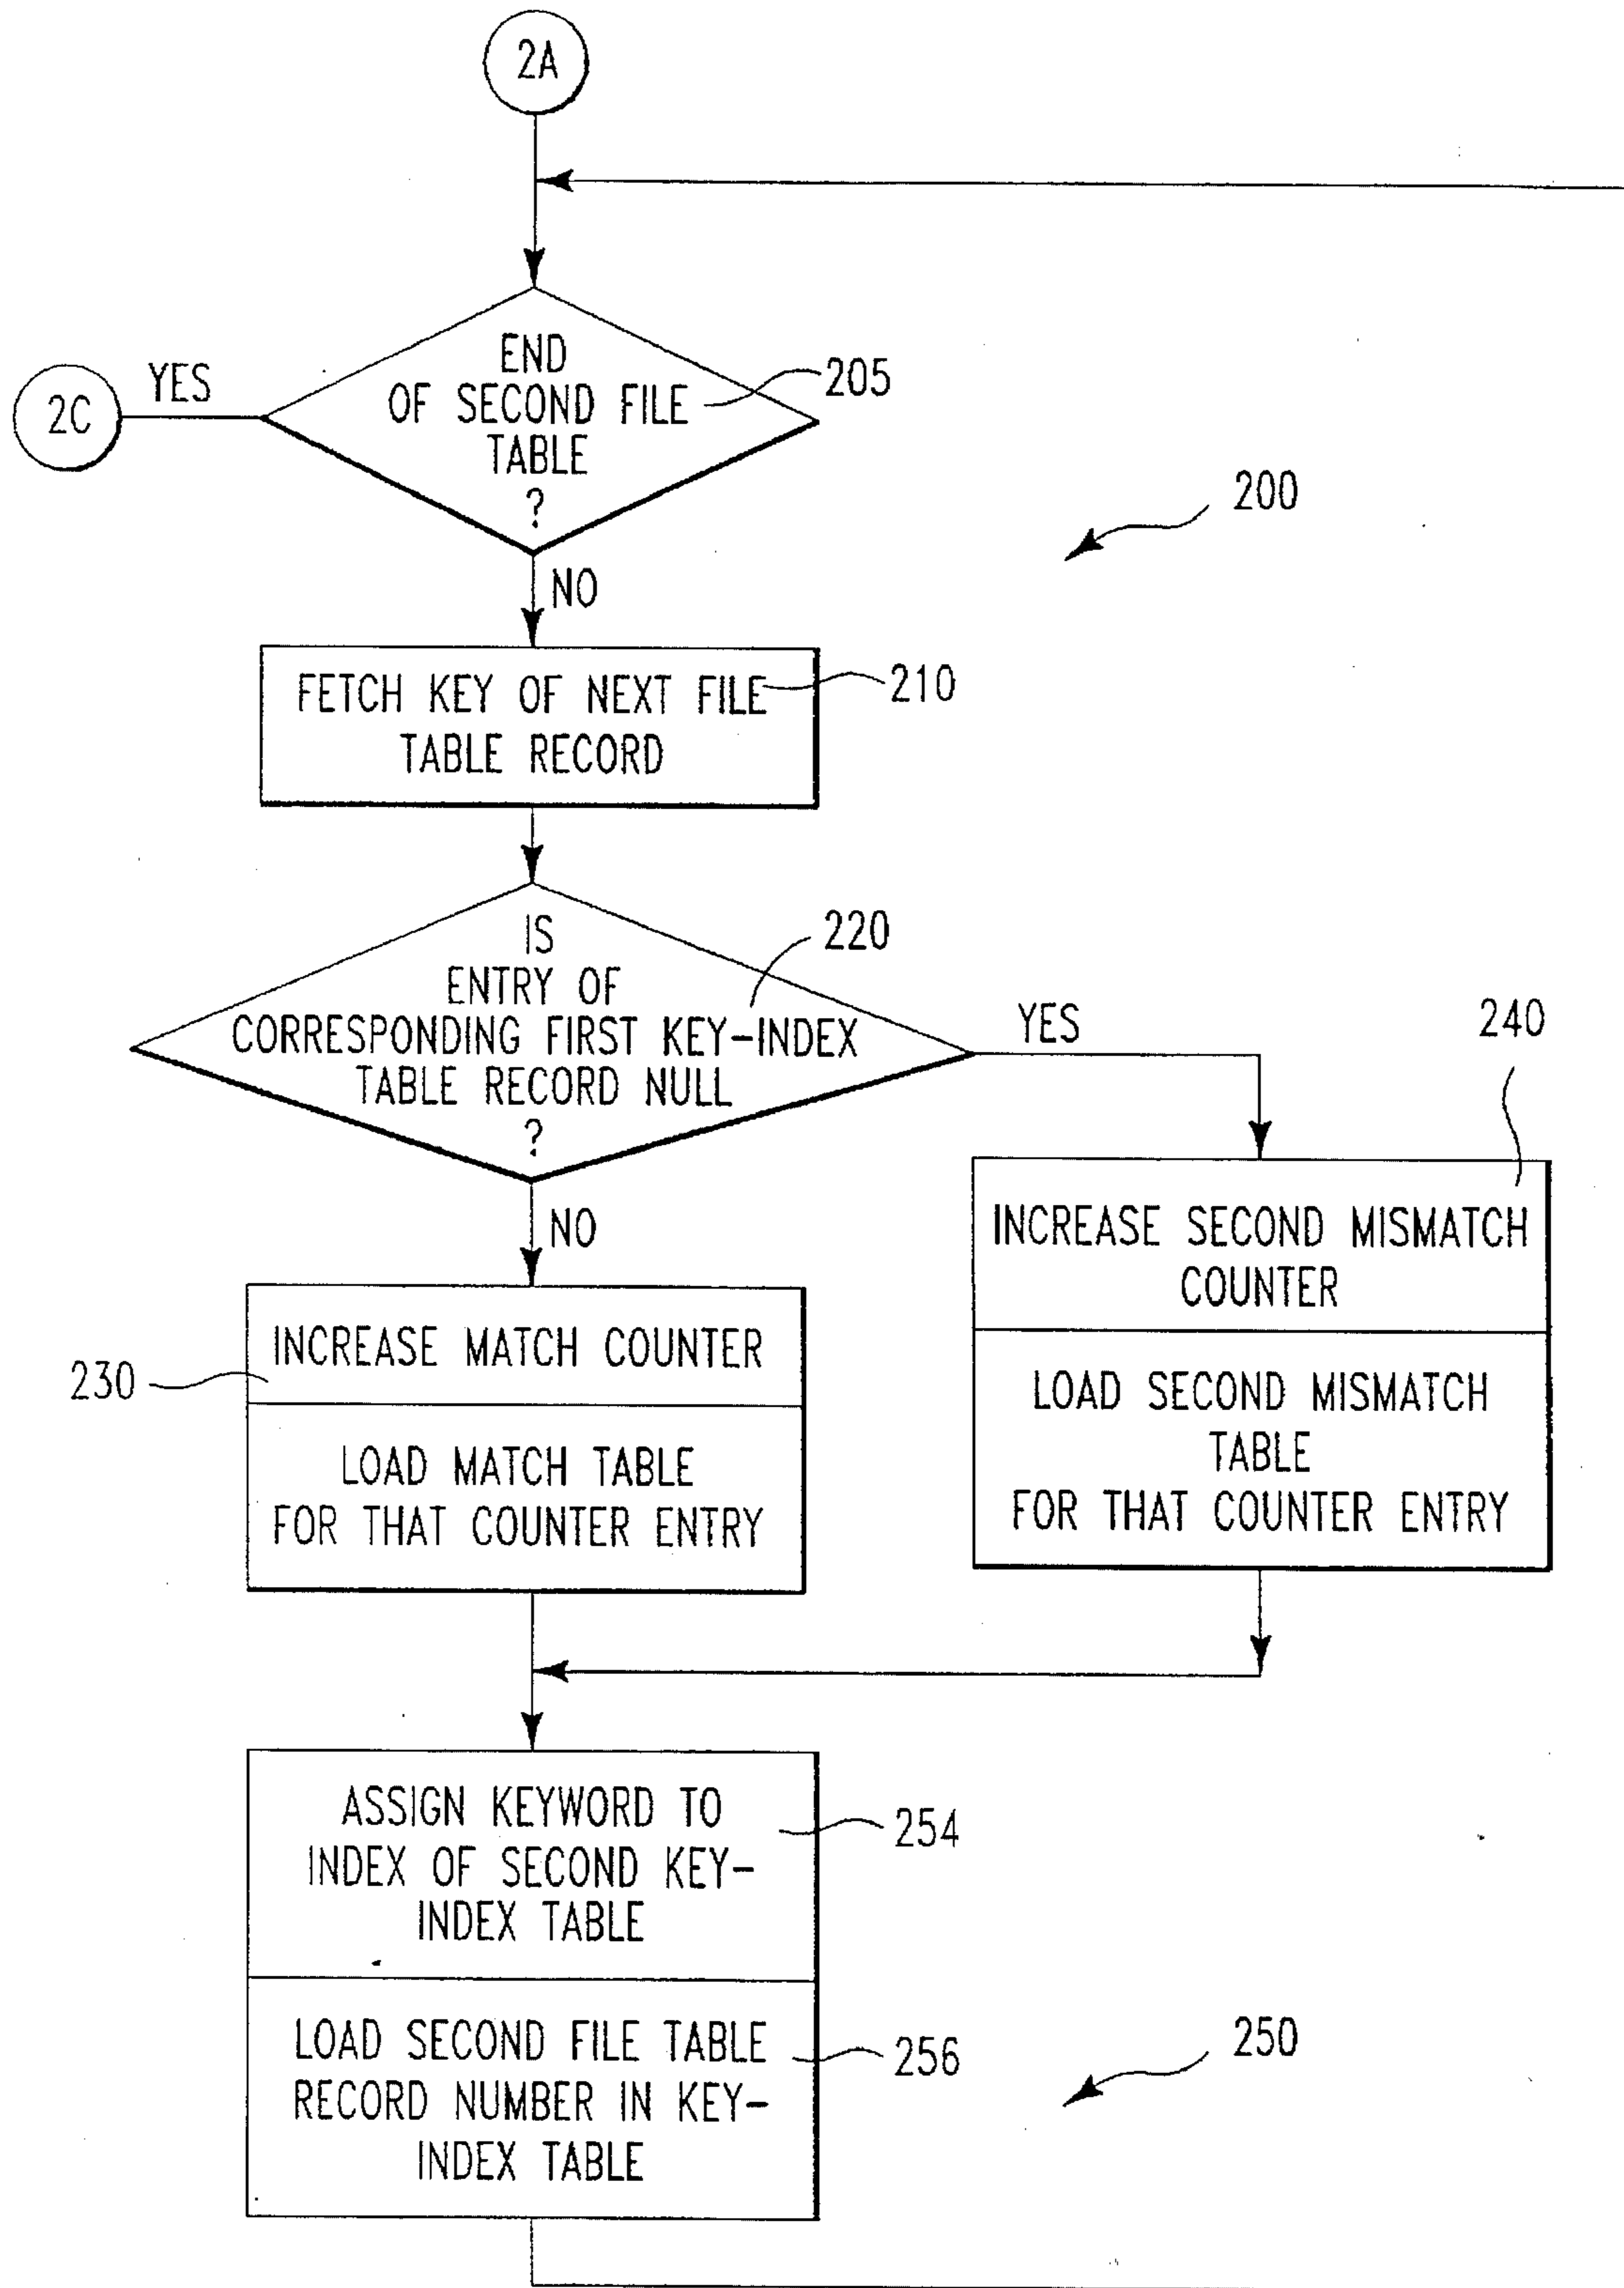 2A
END
OF SECOND FILE
TABLE
?
205
YES
2C
200
NO
FETCH KEY OF NEXT FILE
TABLE RECORD
210
IS
ENTRY OF
CORRESPONDING FIRST KEY-INDEX
TABLE RECORD NULL
?
220
YES
240
NO
INCREASE SECOND MISMATCH
COUNTER
LOAD SECOND MISMATCH
TABLE
FOR THAT COUNTER ENTRY
INCREASE MATCH COUNTER
230
LOAD MATCH TABLE
FOR THAT COUNTER ENTRY
ASSIGN KEYWORD TO
INDEX OF SECOND KEY-
INDEX TABLE
254
LOAD SECOND FILE TABLE
RECORD NUMBER IN KEY-
INDEX TABLE
256
250